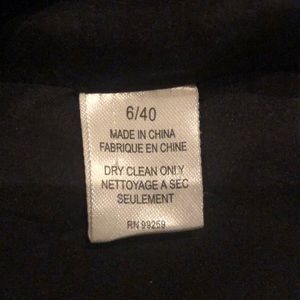 6/40
MADE IN CHINA
FABRIQUE EN CHINE
DRY CLEAN ONLY
NETTOYAGE A SEC
SEULEMENT
RN 99259